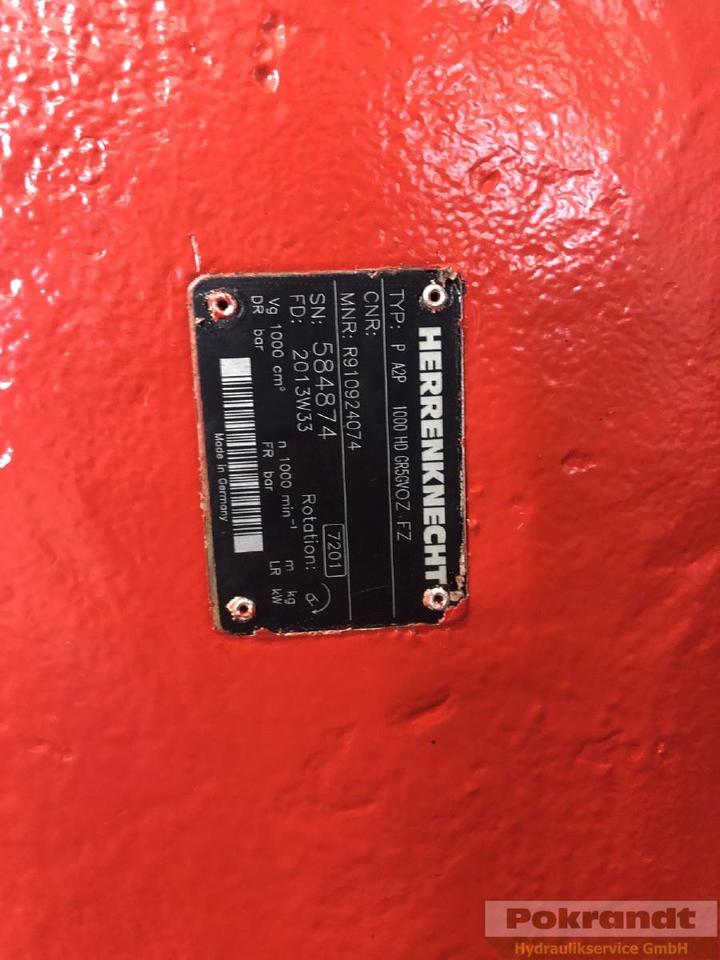 HERRENKNECHT
TYP: P A2P 1000 HD GR5GVOZ.FZ
CNR:
MNR: R910924074
7201
SN: 584874 Rotation:
FD: 2013W33
Vg 1000 cm³ n 1000 min⁻¹ m kg
DR bar FR bar LR kW
Made in Germany
Pokrandt
Hydraulikservice GmbH